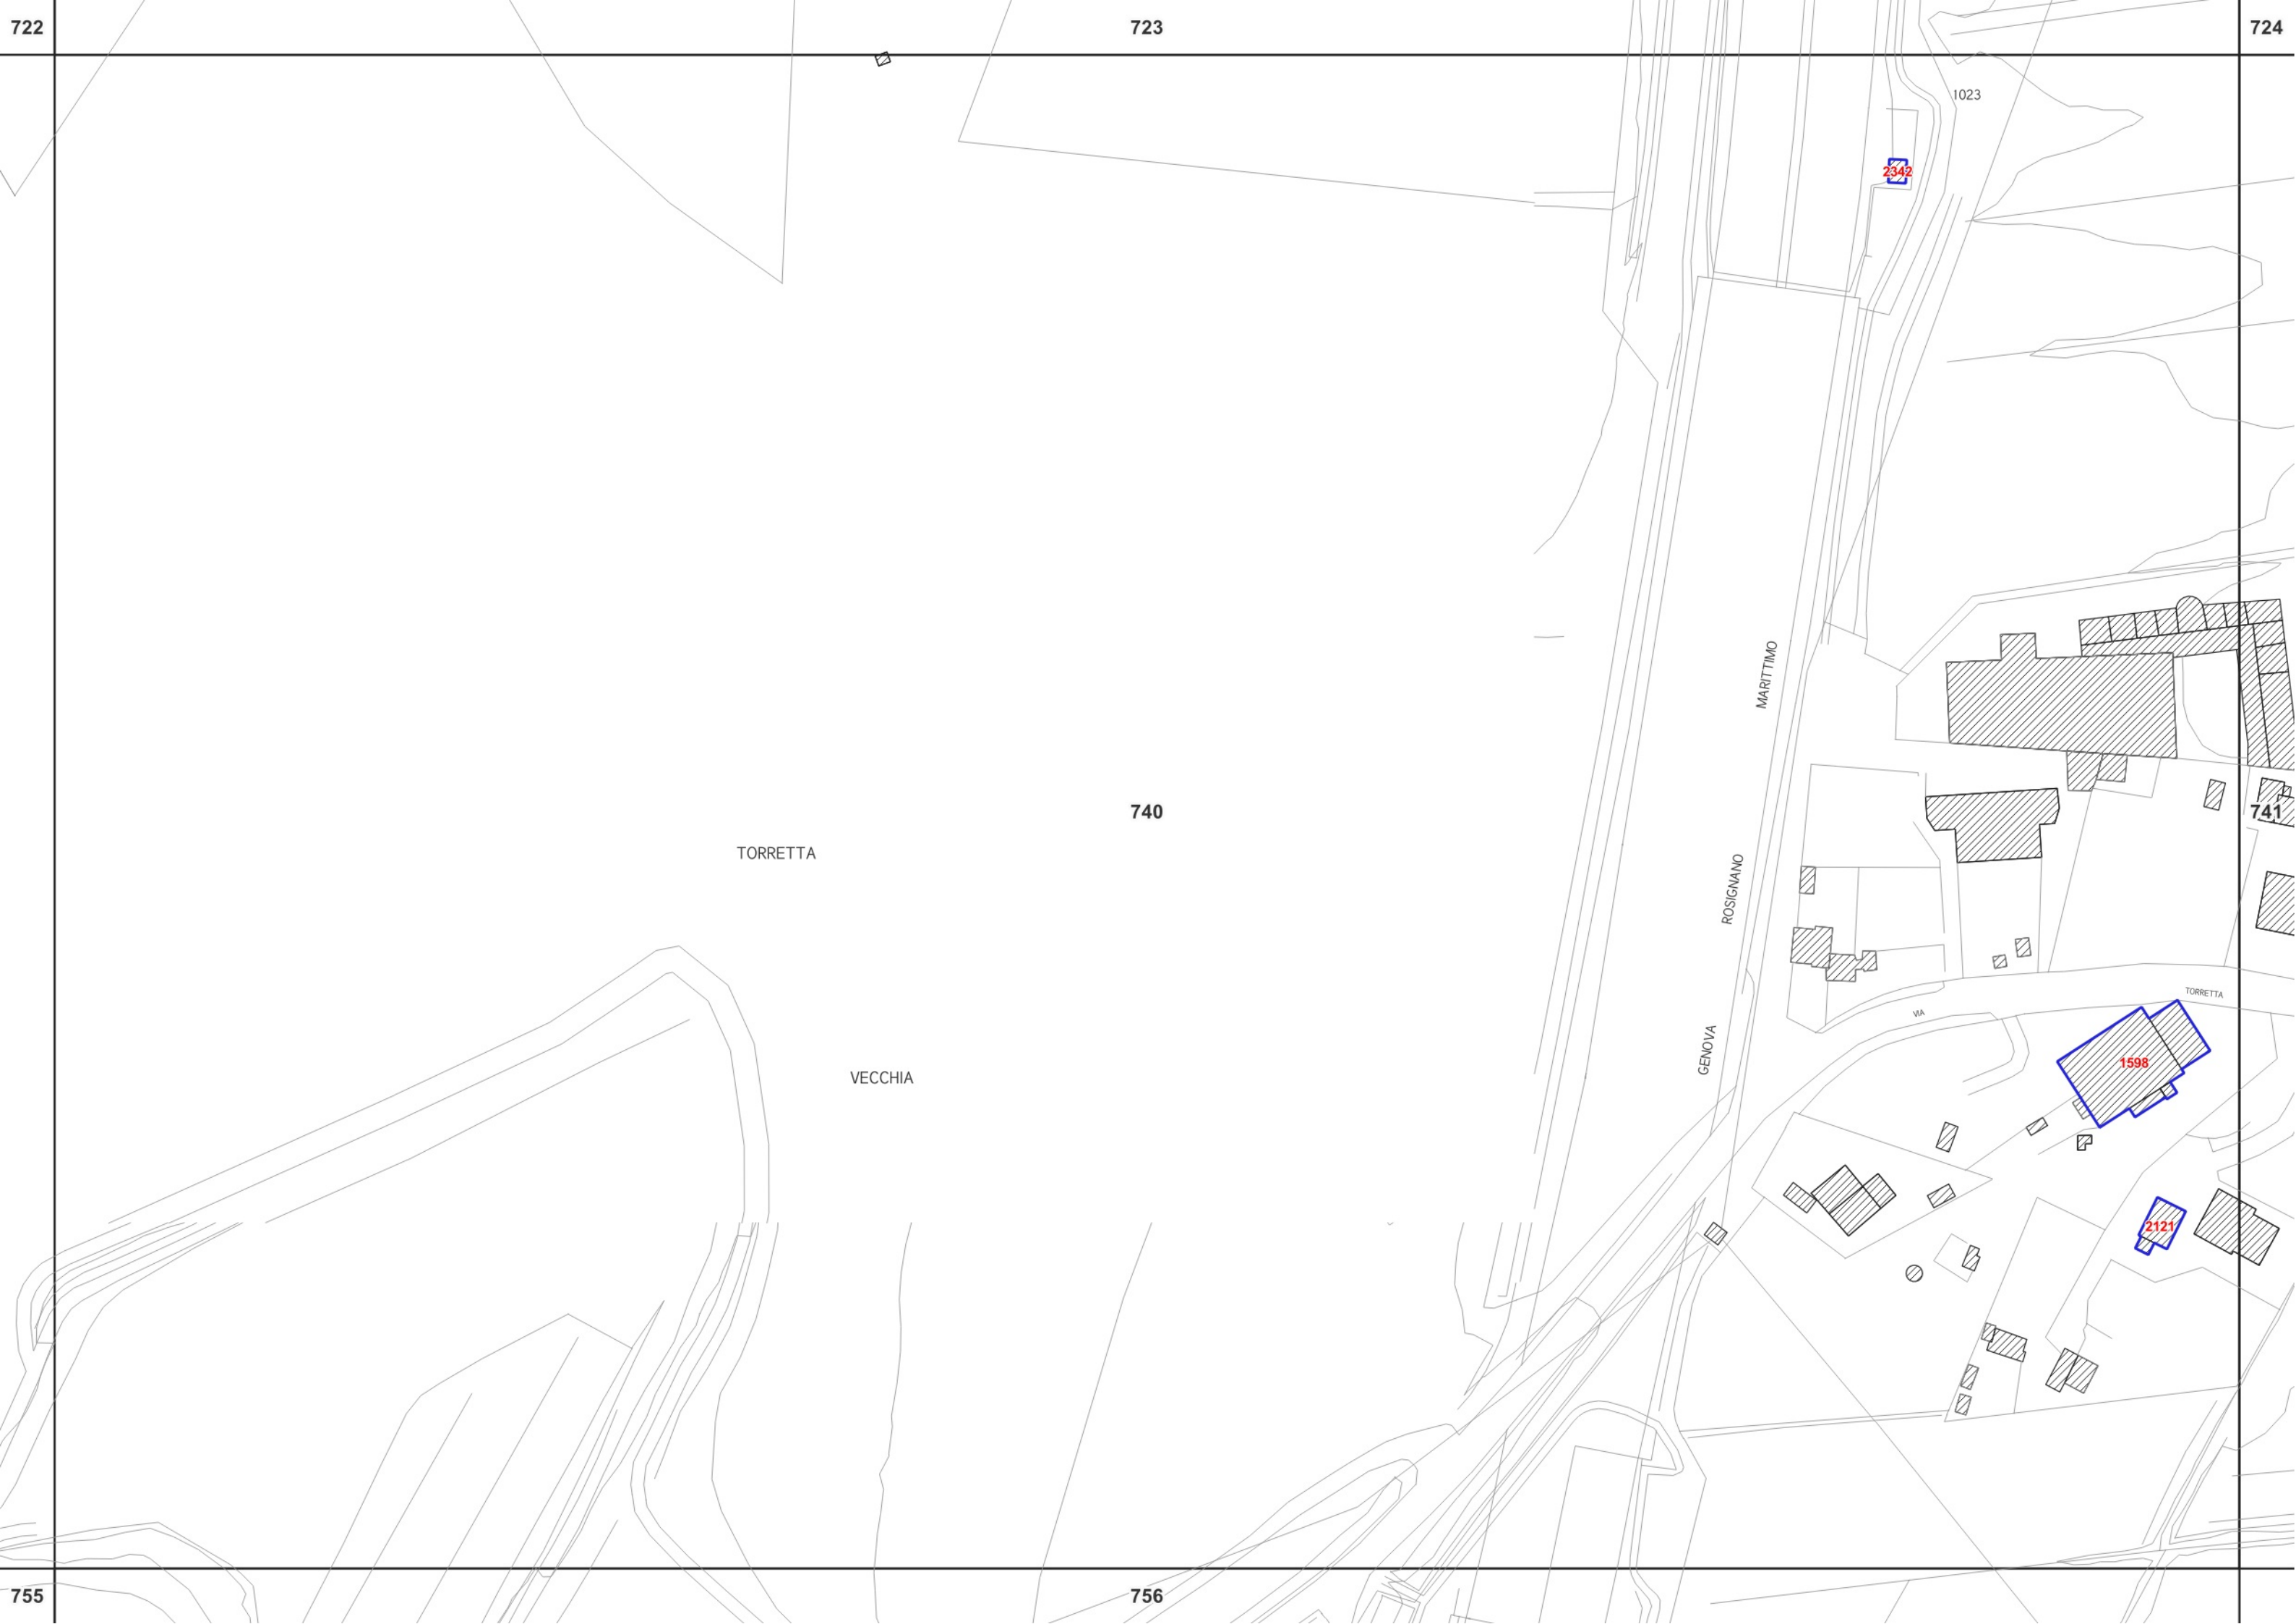 722 723 724
1023
2342
MARITTIMO
740 741
TORRETTA
ROSIGNANO
TORRETTA
VIA
GENOVA
1598
VECCHIA
2121
755 756